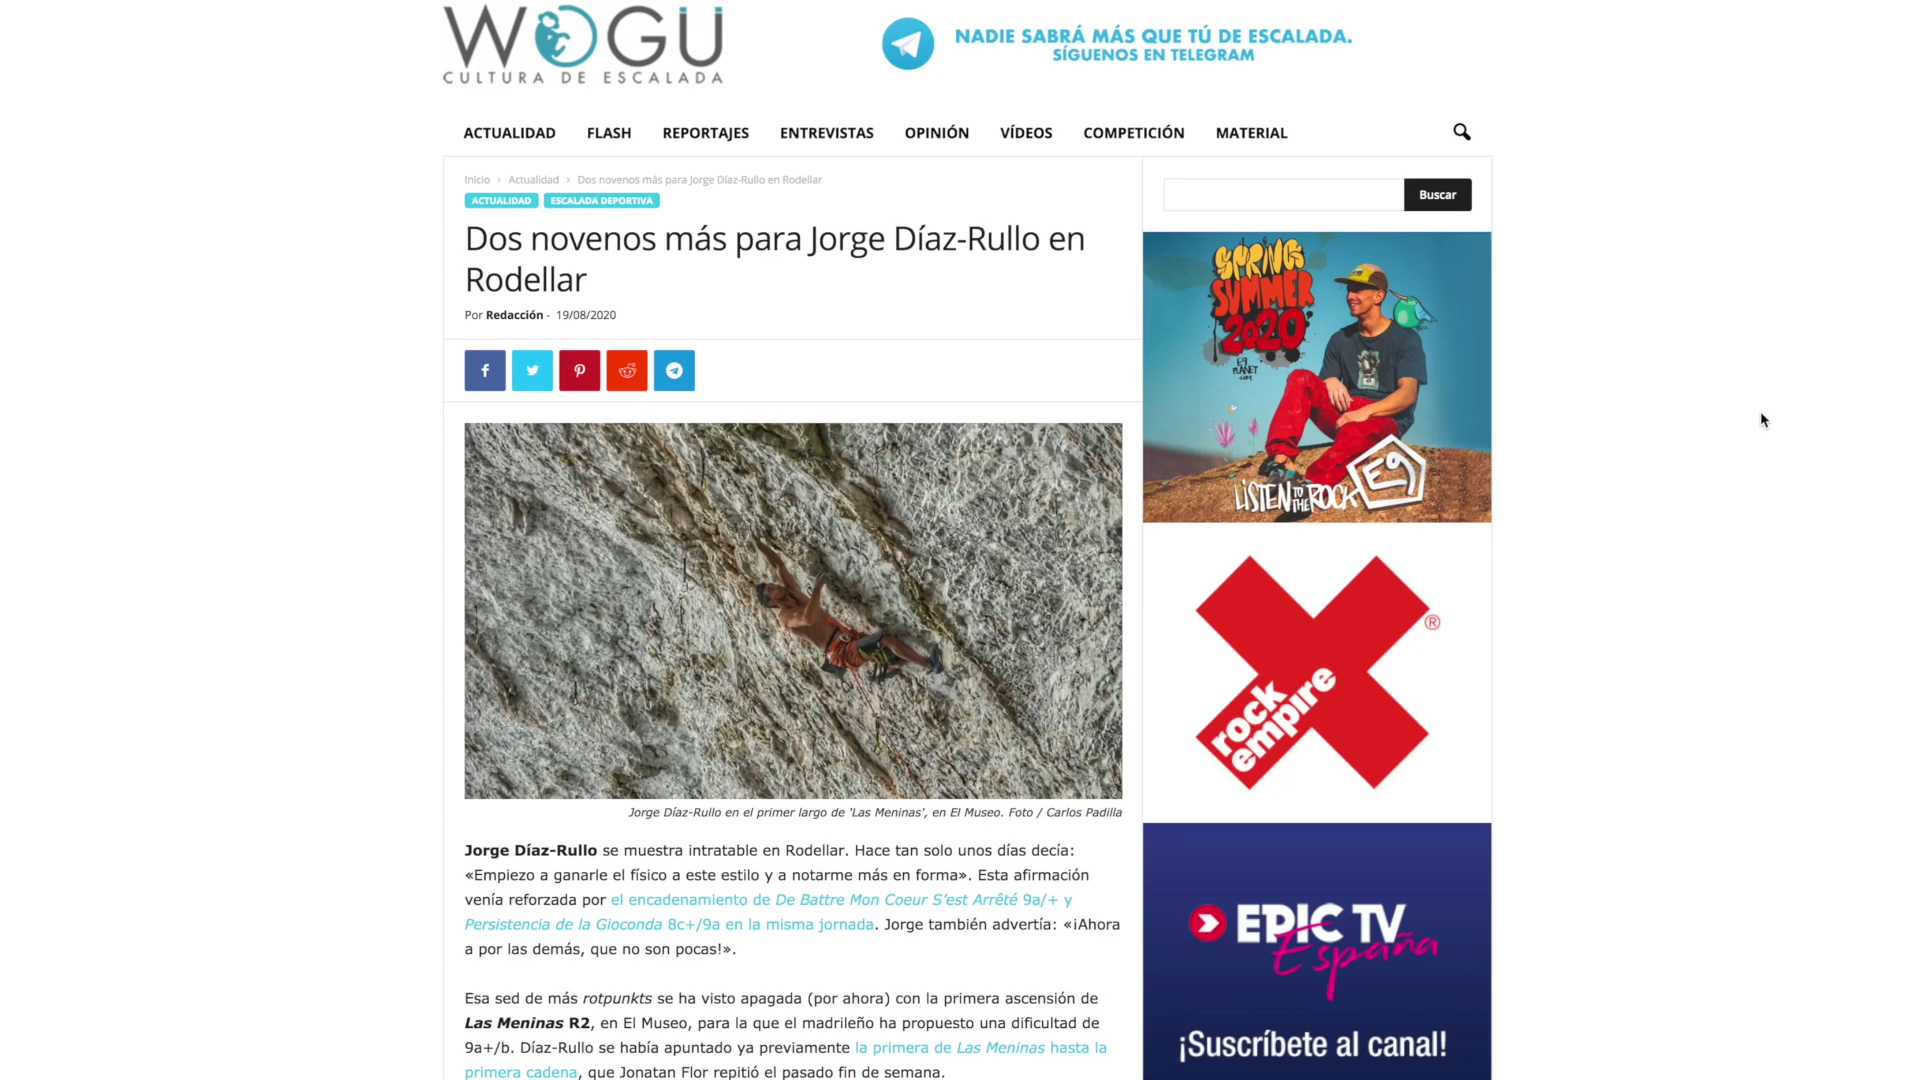 WOGÜ
CULTURA DE ESCALADA
NADIE SABRÁ MÁS QUE TÚ DE ESCALADA.
SÍGUENOS EN TELEGRAM
ACTUALIDAD FLASH REPORTAJES ENTREVISTAS OPINIÓN VÍDEOS COMPETICIÓN MATERIAL
Inicio › Actualidad › Dos novenos más para Jorge Díaz-Rullo en Rodellar
ACTUALIDAD ESCALADA DEPORTIVA
Dos novenos más para Jorge Díaz-Rullo en
Rodellar
Por Redacción - 19/08/2020
Jorge Díaz-Rullo en el primer largo de 'Las Meninas', en El Museo. Foto / Carlos Padilla
Jorge Díaz-Rullo se muestra intratable en Rodellar. Hace tan solo unos días decía:
«Empiezo a ganarle el físico a este estilo y a notarme más en forma». Esta afirmación
venía reforzada por el encadenamiento de De Battre Mon Coeur S’est Arrêté 9a/+ y
Persistencia de la Gioconda 8c+/9a en la misma jornada. Jorge también advertía: «¡Ahora
a por las demás, que no son pocas!».
Esa sed de más rotpunkts se ha visto apagada (por ahora) con la primera ascensión de
Las Meninas R2, en El Museo, para la que el madrileño ha propuesto una dificultad de
9a+/b. Díaz-Rullo se había apuntado ya previamente la primera de Las Meninas hasta la
primera cadena, que Jonatan Flor repitió el pasado fin de semana.
Buscar
SPRING
SUMMER
2020
E9
PLANET
.COM
LISTEN TO THE ROCK E9
rock
empire
®
EPIC TV
España
¡Suscríbete al canal!